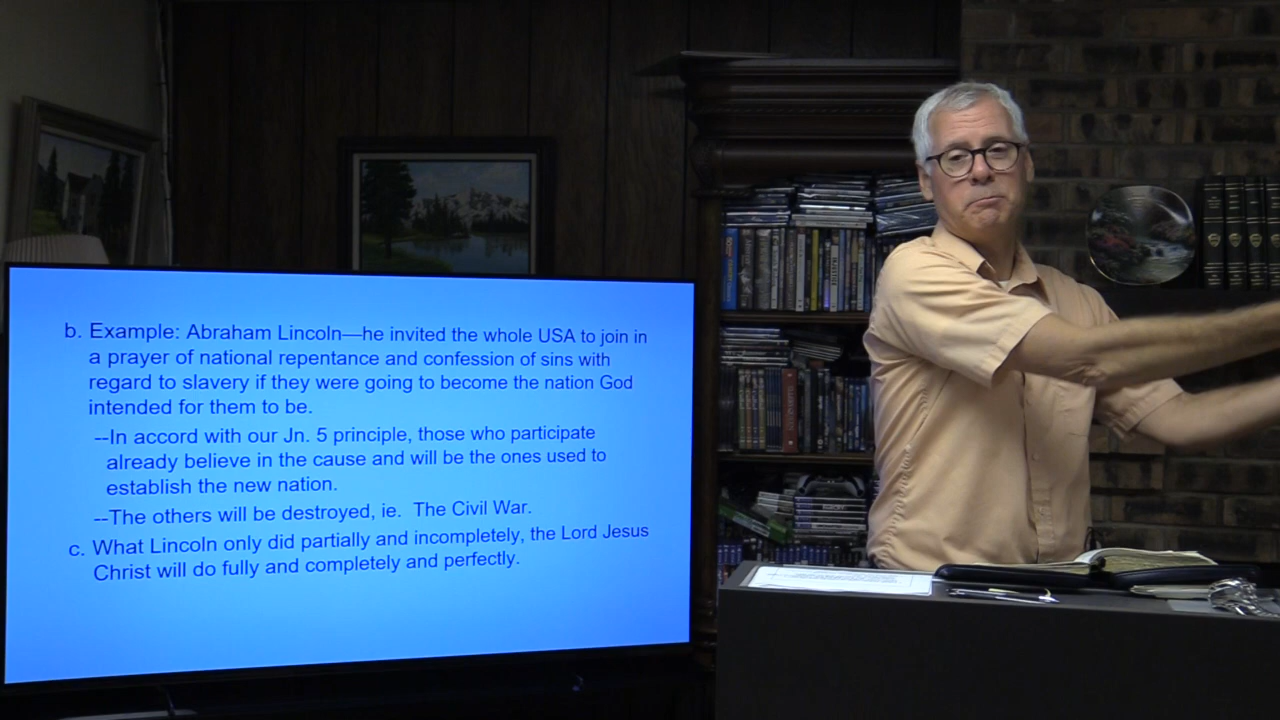 b. Example: Abraham Lincoln—he invited the whole USA to join in
a prayer of national repentance and confession of sins with
regard to slavery if they were going to become the nation God
intended for them to be.
--In accord with our Jn. 5 principle, those who participate
already believe in the cause and will be the ones used to
establish the new nation.
--The others will be destroyed, ie. The Civil War.
c. What Lincoln only did partially and incompletely, the Lord Jesus
Christ will do fully and completely and perfectly.